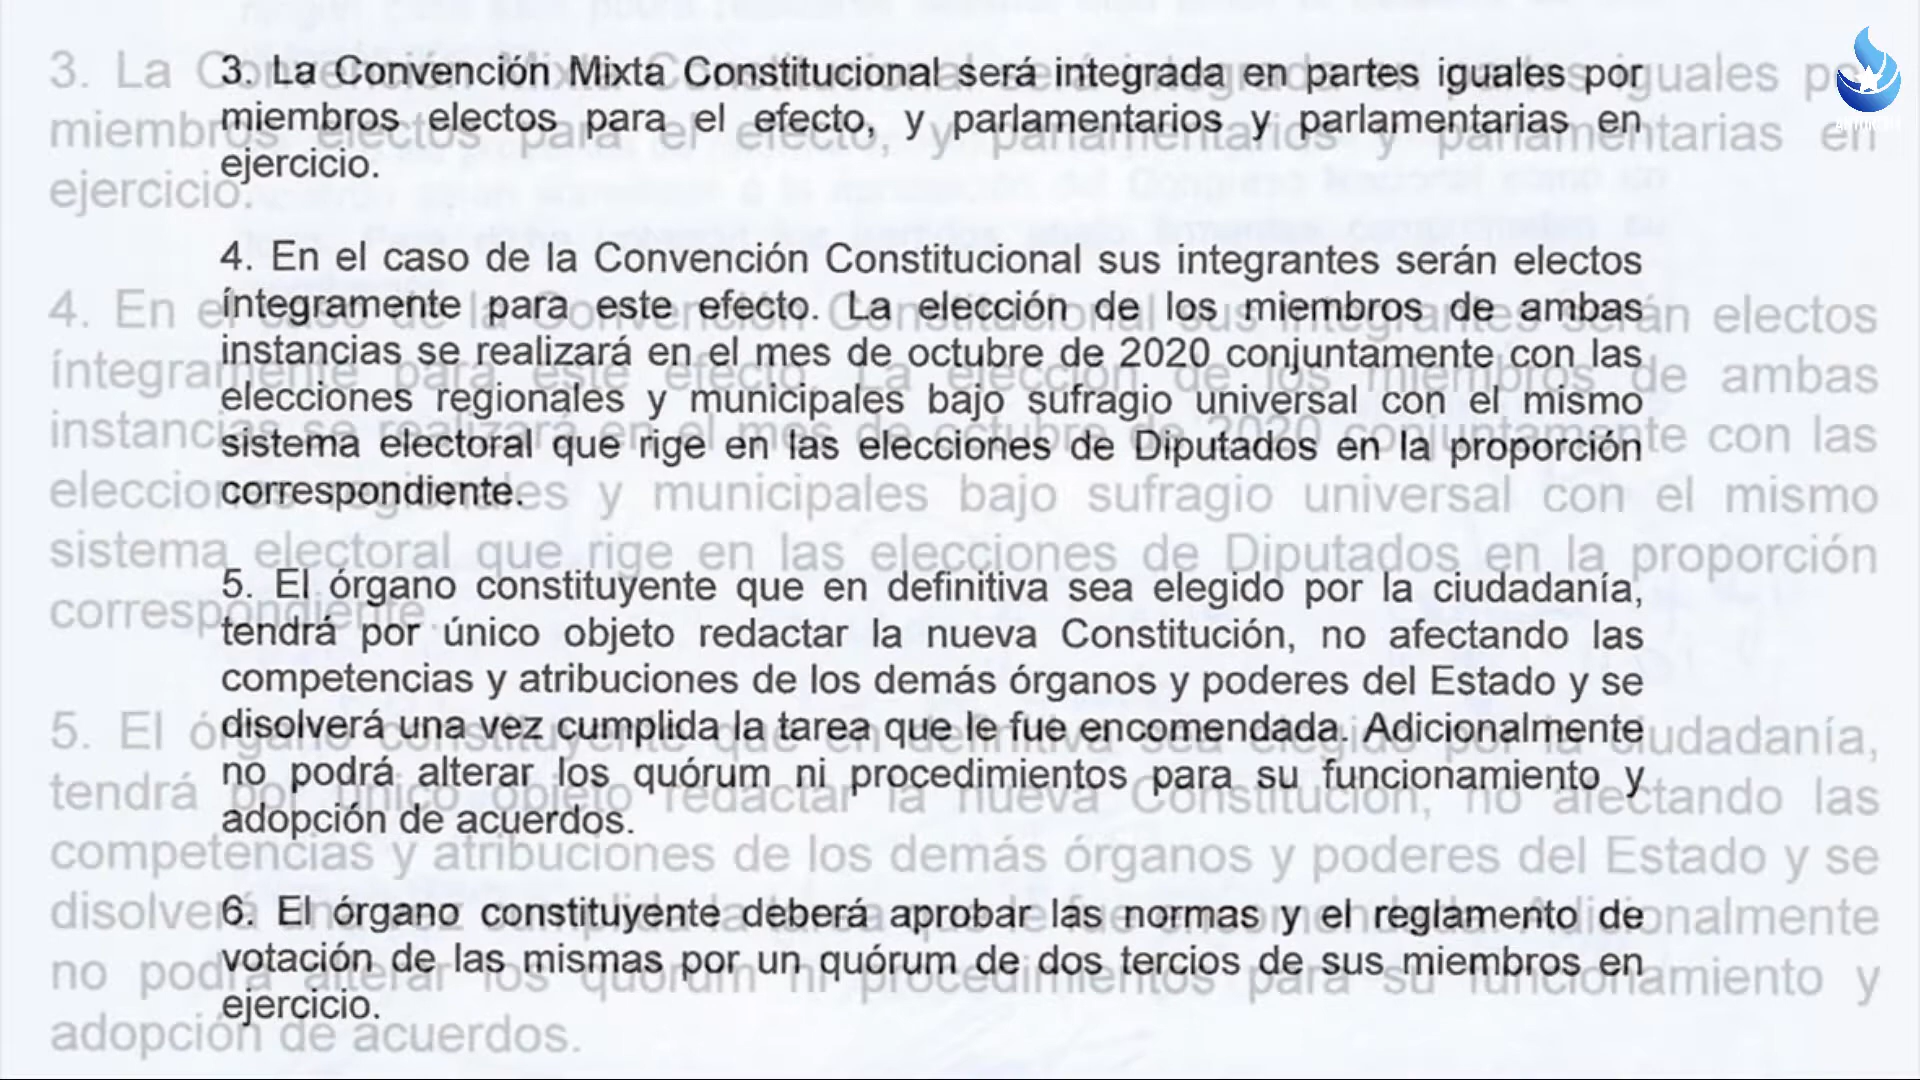 3. La Convención Mixta Constitucional será integrada en partes iguales por
miembros electos para el efecto, y parlamentarios y parlamentarias en
ejercicio.
4. En el caso de la Convención Constitucional sus integrantes serán electos
íntegramente para este efecto. La elección de los miembros de ambas
instancias se realizará en el mes de octubre de 2020 conjuntamente con las
elecciones regionales y municipales bajo sufragio universal con el mismo
sistema electoral que rige en las elecciones de Diputados en la proporción
correspondiente.
5. El órgano constituyente que en definitiva sea elegido por la ciudadanía,
tendrá por único objeto redactar la nueva Constitución, no afectando las
competencias y atribuciones de los demás órganos y poderes del Estado y se
disolverá una vez cumplida la tarea que le fue encomendada. Adicionalmente
no podrá alterar los quórum ni procedimientos para su funcionamiento y
adopción de acuerdos.
6. El órgano constituyente deberá aprobar las normas y el reglamento de
votación de las mismas por un quórum de dos tercios de sus miembros en
ejercicio.